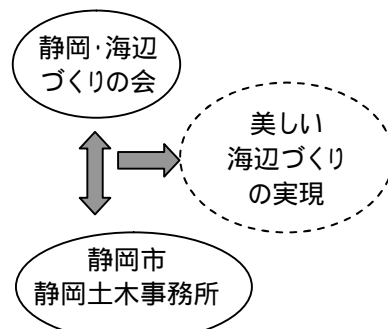 静岡・海辺
づくりの会
美しい
海辺づくり
の実現
静岡市
静岡土木事務所